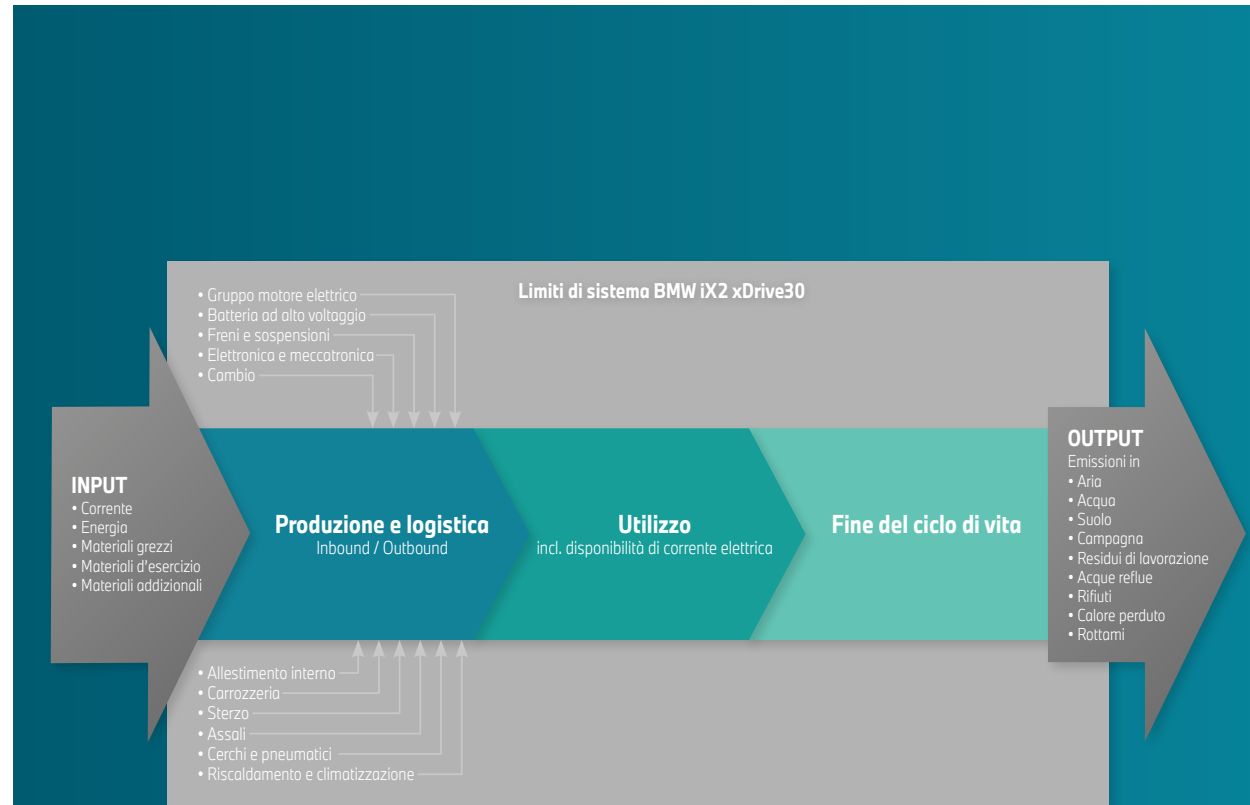 Limiti di sistema BMW iX2 xDrive30
• Gruppo motore elettrico
• Batteria ad alto voltaggio
• Freni e sospensioni
• Elettronica e meccatronica
• Cambio
INPUT
• Corrente
• Energia
• Materiali grezzi
• Materiali d'esercizio
• Materiali addizionali
Produzione e logistica
Inbound / Outbound
Utilizzo
incl. disponibilità di corrente elettrica
Fine del ciclo di vita
OUTPUT
Emissioni in
• Aria
• Acqua
• Suolo
• Campagna
• Residui di lavorazione
• Acque reflue
• Rifiuti
• Calore perduto
• Rottami
• Allestimento interno
• Carrozzeria
• Sterzo
• Assali
• Cerchi e pneumatici
• Riscaldamento e climatizzazione